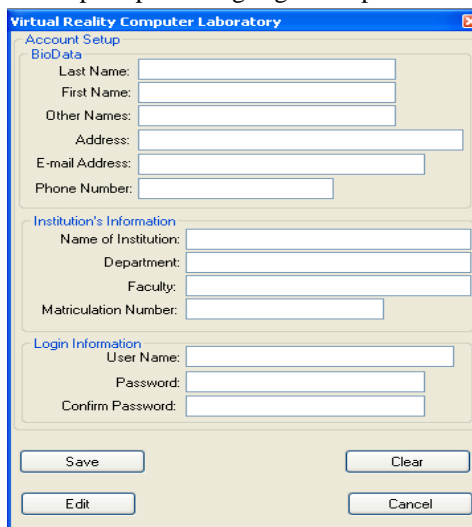 Virtual Reality Computer Laboratory
Account Setup
BioData
Last Name:
First Name:
Other Names:
Address:
E-mail Address:
Phone Number:
Institution's Information
Name of Institution:
Department:
Faculty:
Matriculation Number:
Login Information
User Name:
Password:
Confirm Password:
Save Clear
Edit Cancel